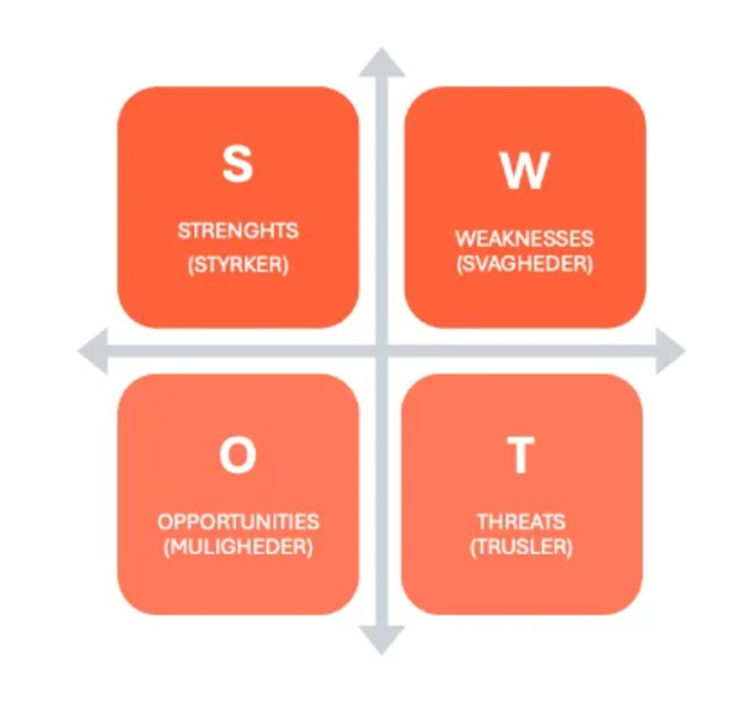 S
STRENGHTS
(STYRKER)
W
WEAKNESSES
(SVAGHEDER)
O
OPPORTUNITIES
(MULIGHEDER)
T
THREATS
(TRUSLER)